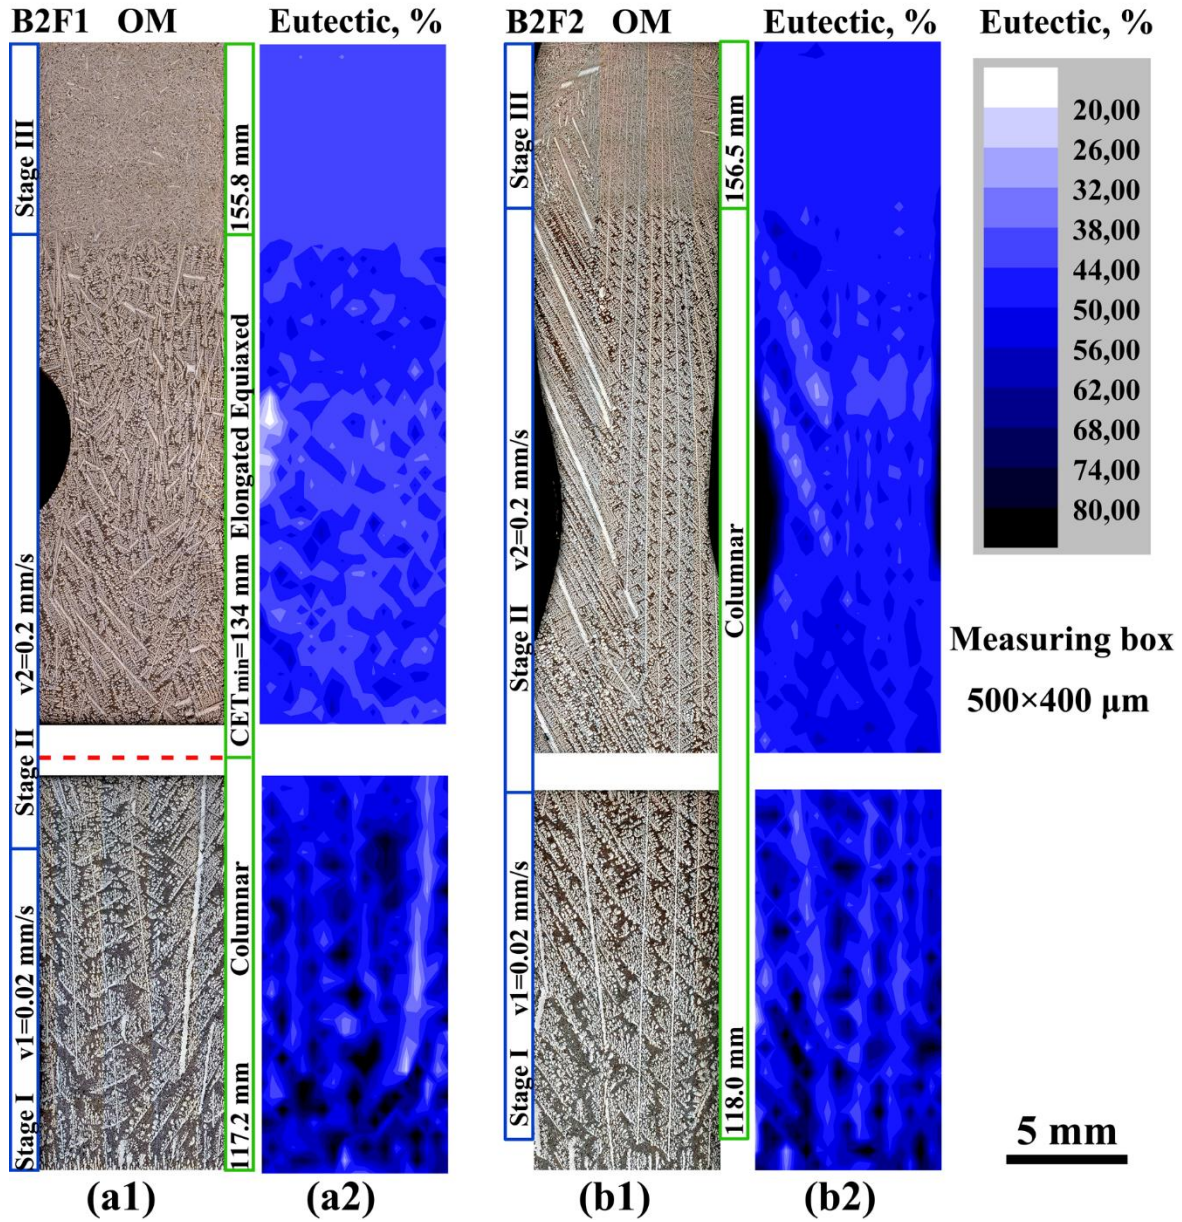 B2F1 OM Eutectic, % B2F2 OM Eutectic, % Eutectic, %
Stage III
155.8 mm
Stage III
156.5 mm
20,00
26,00
32,00
38,00
44,00
50,00
56,00
62,00
68,00
74,00
80,00
Stage II v2=0.2 mm/s
CETmin=134 mm Elongated Equiaxed
Stage II v2=0.2 mm/s
Columnar
Measuring box
500×400 μm
Stage I v1=0.02 mm/s
117.2 mm Columnar
Stage I v1=0.02 mm/s
118.0 mm
5 mm
(a1) (a2) (b1) (b2)